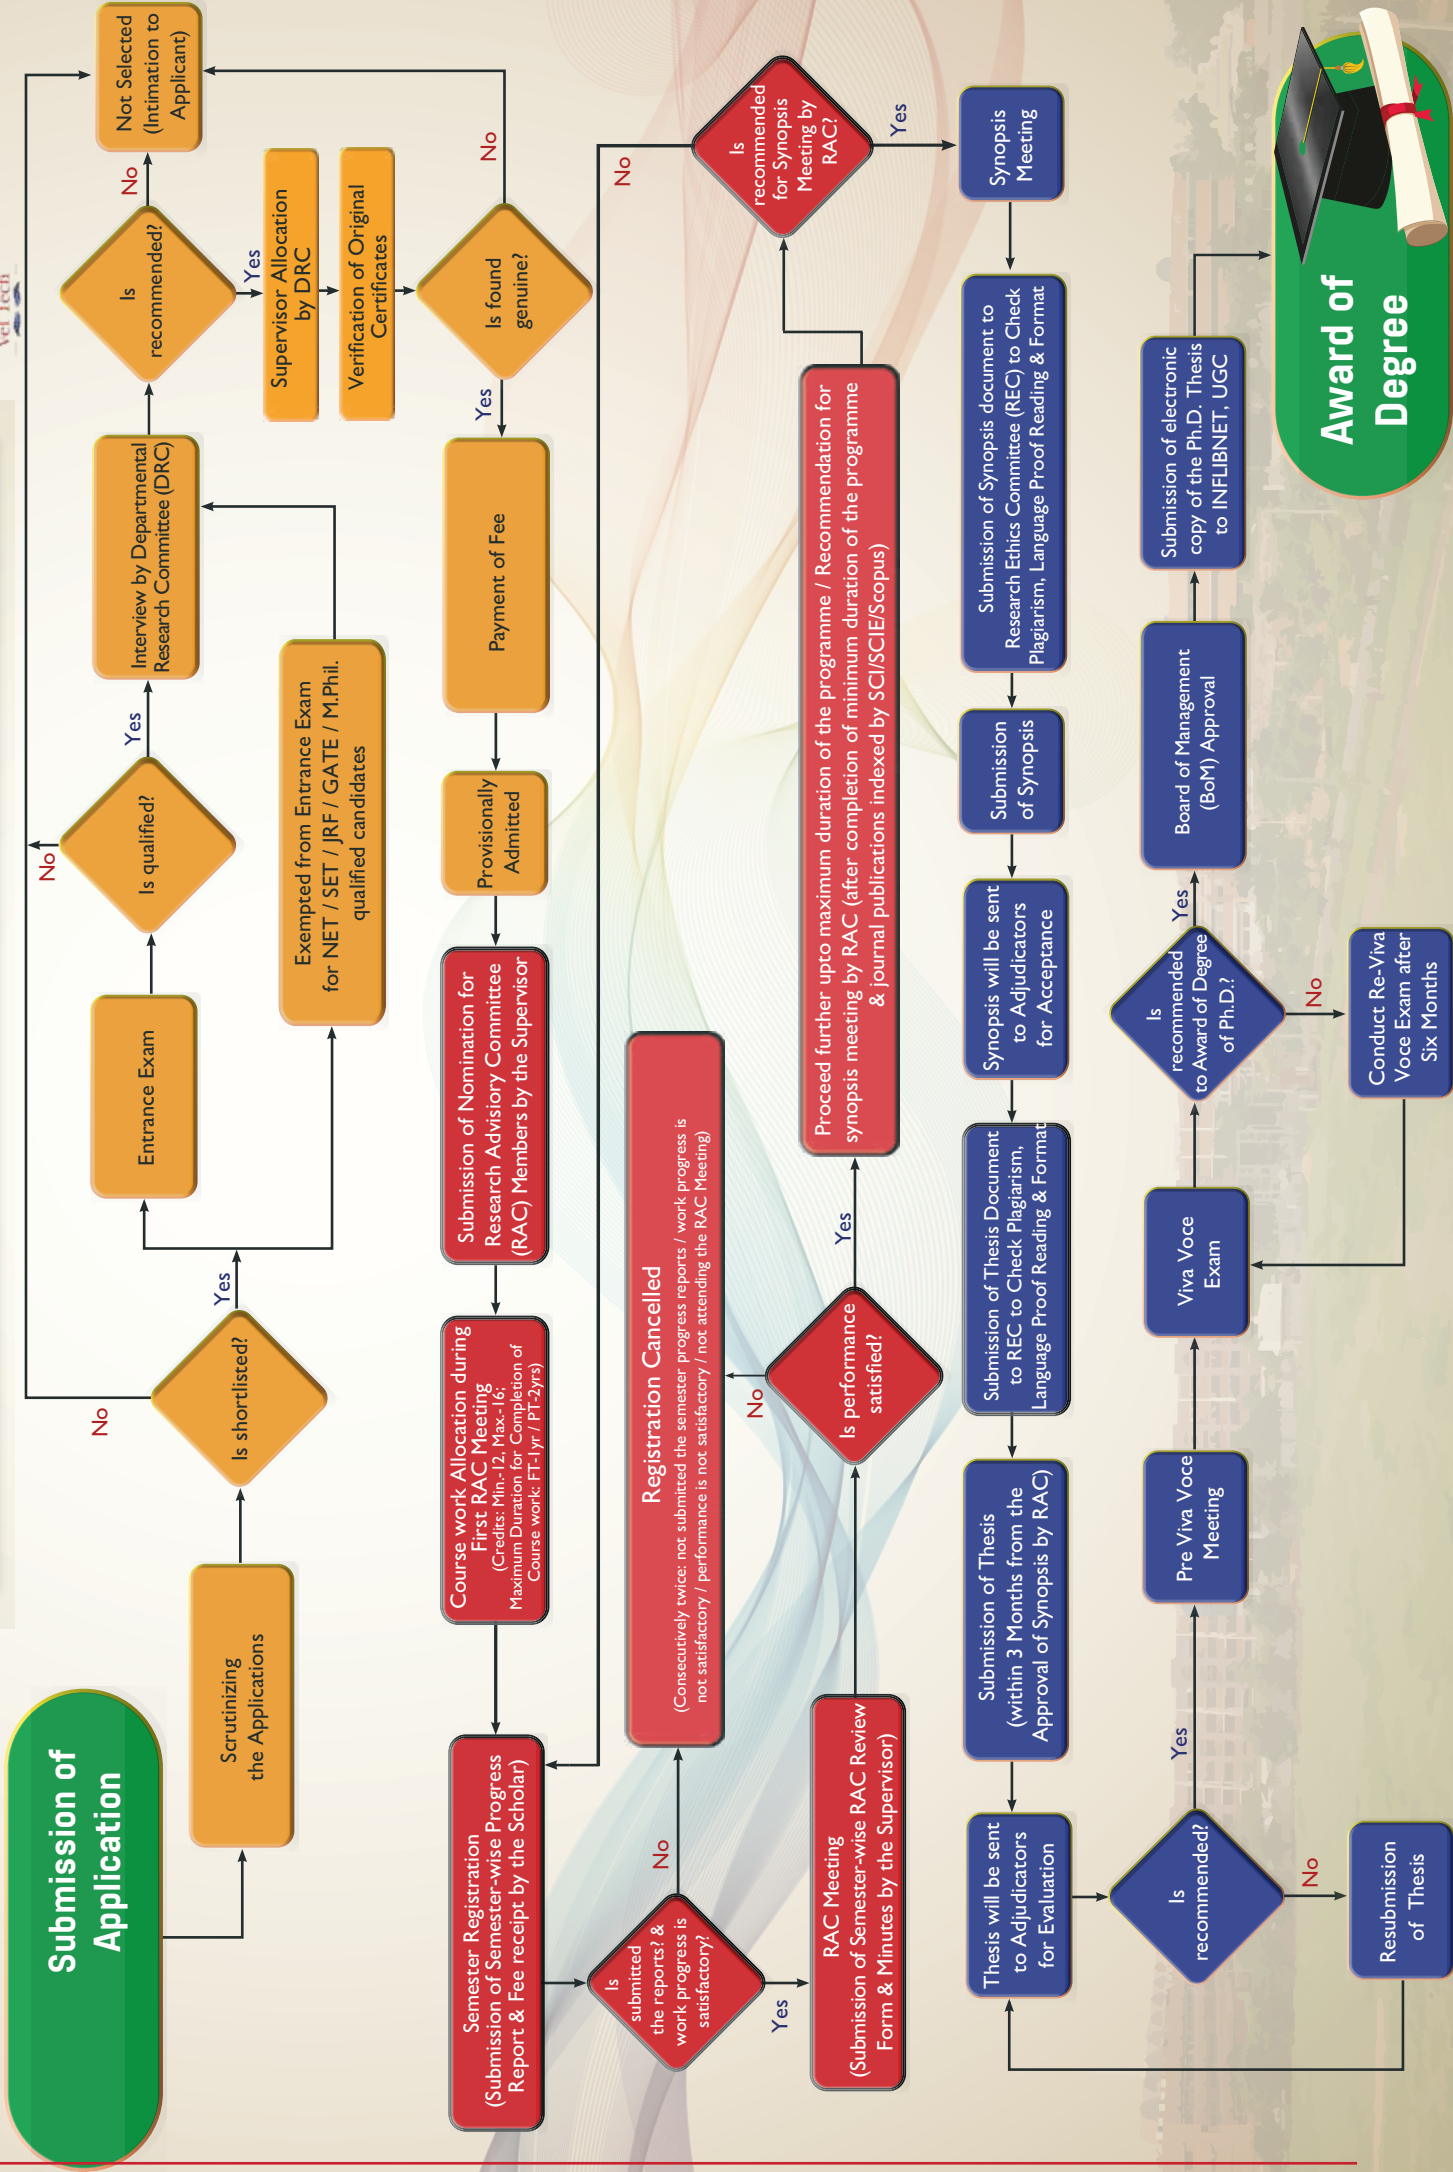 Vel Tech
Submission of
Application
Scrutinizing
the Applications
Is shortlisted?
No
Yes
Entrance Exam
Is qualified?
No
Yes
Exempted from Entrance Exam
for NET / SET / JRF / GATE / M.Phil.
qualified candidates
Interview by Departmental
Research Committee (DRC)
Is
recommended?
No
Not Selected
(Intimation to
Applicant)
Yes
Supervisor Allocation
by DRC
Verification of Original
Certificates
Is found
genuine?
No
Yes
Payment of Fee
Provisionally
Admitted
Submission of Nomination for
Research Advisiory Committee
(RAC) Members by the Supervisor
Course work Allocation during
First RAC Meeting
(Credits: Min.-12, Max.-16;
Maximum Duration for Completion of
Course work: FT-1yr / PT-2yrs)
Semester Registration
(Submission of Semester-wise Progress
Report & Fee receipt by the Scholar)
Is
submitted
the reports? &
work progress is
satisfactory?
No
Registration Cancelled
(Consecutively twice: not submitted the semester progress reports / work progress is
not satisfactory / performance is not satisfactory / not attending the RAC Meeting)
Yes
RAC Meeting
(Submission of Semester-wise RAC Review
Form & Minutes by the Supervisor)
Is performance
satisfied?
No
Yes
Proceed further upto maximum duration of the programme / Recommendation for
synopsis meeting by RAC (after completion of minimum duration of the programme
& journal publications indexed by SCI/SCIE/Scopus)
Is
recommended
for Synopsis
Meeting by
RAC?
No
Yes
Synopsis
Meeting
Submission of Synopsis document to
Research Ethics Committee (REC) to Check
Plagiarism, Language Proof Reading & Format
Submission
of Synopsis
Synopsis will be sent
to Adjudicators
for Acceptance
Submission of Thesis Document
to REC to Check Plagiarism,
Language Proof Reading & Format
Submission of Thesis
(within 3 Months from the
Approval of Synopsis by RAC)
Thesis will be sent
to Adjudicators
for Evaluation
Is
recommended?
No
Resubmission
of Thesis
Yes
Pre Viva Voce
Meeting
Viva Voce
Exam
Is
recommended
to Award of Degree
of Ph.D.?
No
Conduct Re-Viva
Voce Exam after
Six Months
Yes
Board of Management
(BoM) Approval
Submission of electronic
copy of the Ph.D. Thesis
to INFLIBNET, UGC
Award of
Degree